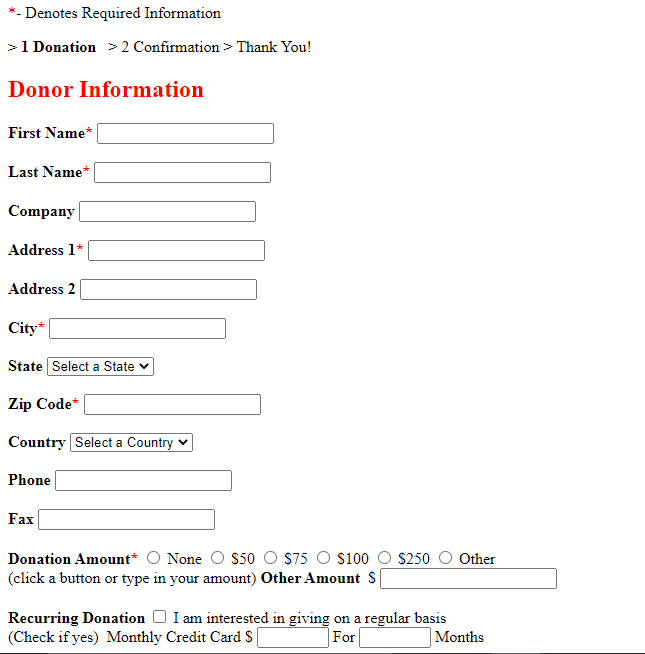 *- Denotes Required Information
> 1 Donation > 2 Confirmation > Thank You!
Donor Information
First Name*
Last Name*
Company
Address 1*
Address 2
City*
State Select a State
Zip Code*
Country Select a Country
Phone
Fax
Donation Amount* None $50 $75 $100 $250 Other
(click a button or type in your amount) Other Amount $
Recurring Donation I am interested in giving on a regular basis
(Check if yes) Monthly Credit Card $ For Months